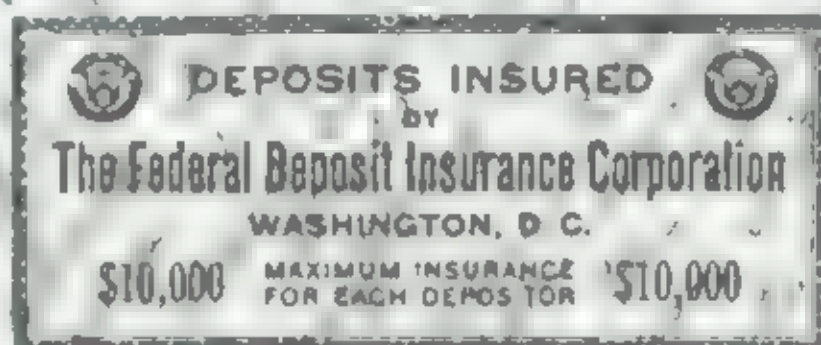 DEPOSITS INSURED
BY
The Federal Deposit Insurance Corporation
WASHINGTON, D C.
$10,000 MAXIMUM INSURANCE FOR EACH DEPOSITOR $10,000